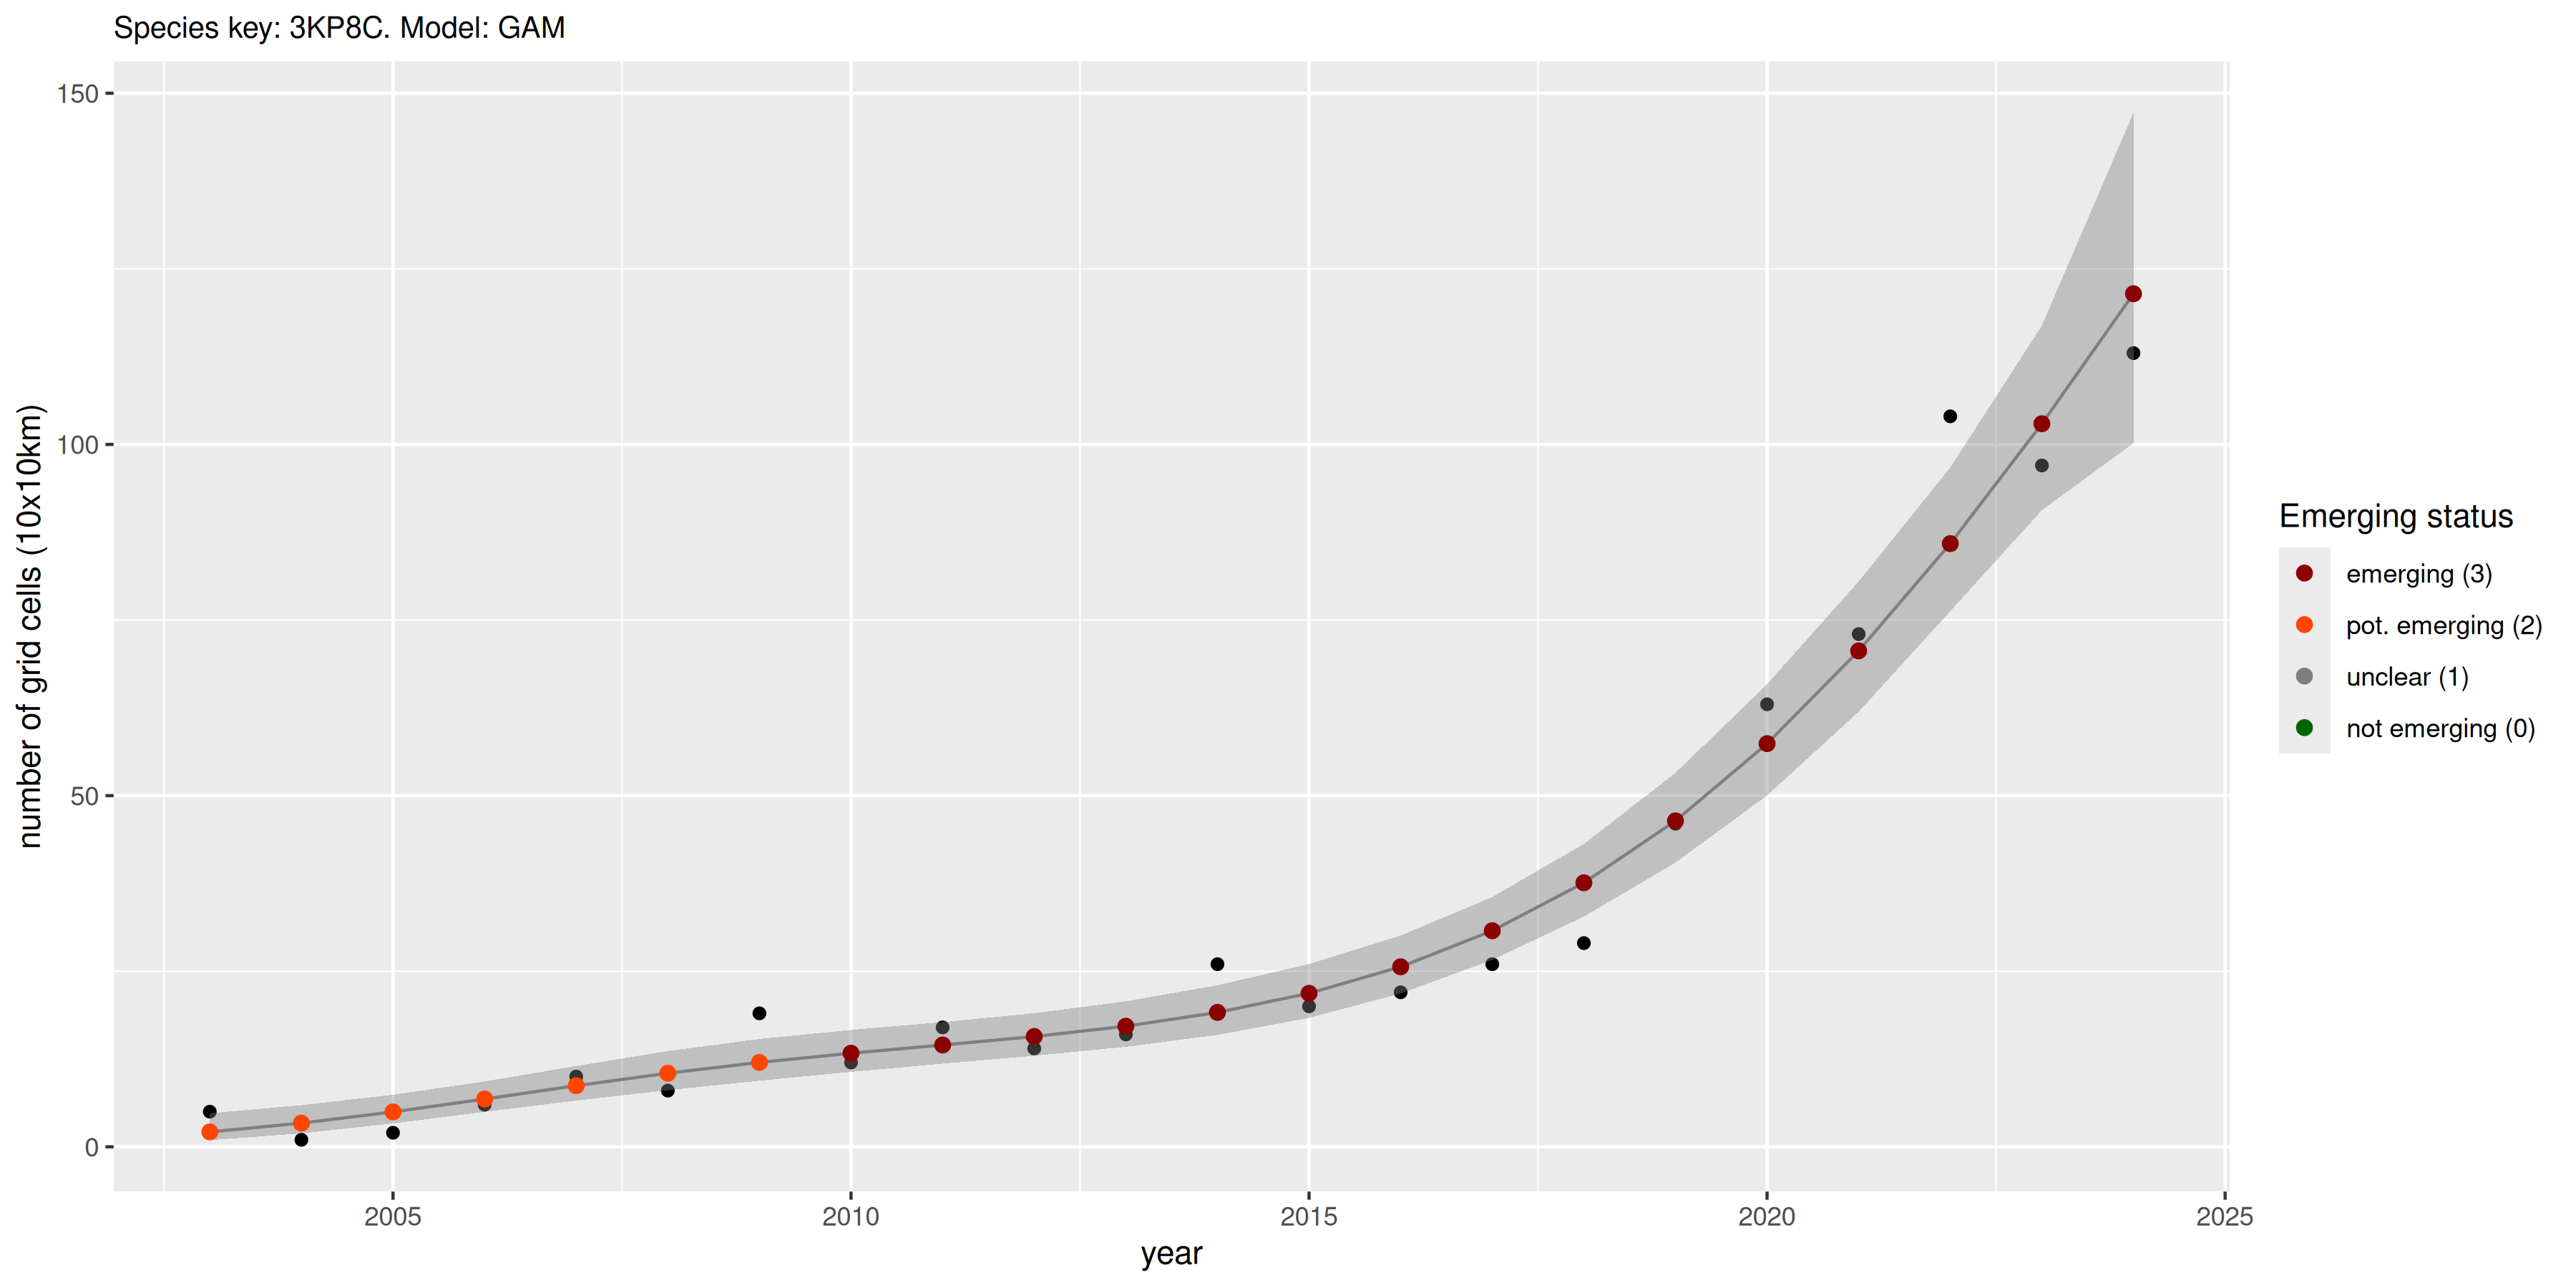 Species key: 3KP8C. Model: GAM
150
100
50
0
number of grid cells (10x10km)
2005
2010
2015
2020
2025
year
Emerging status
emerging (3)
pot. emerging (2)
unclear (1)
not emerging (0)